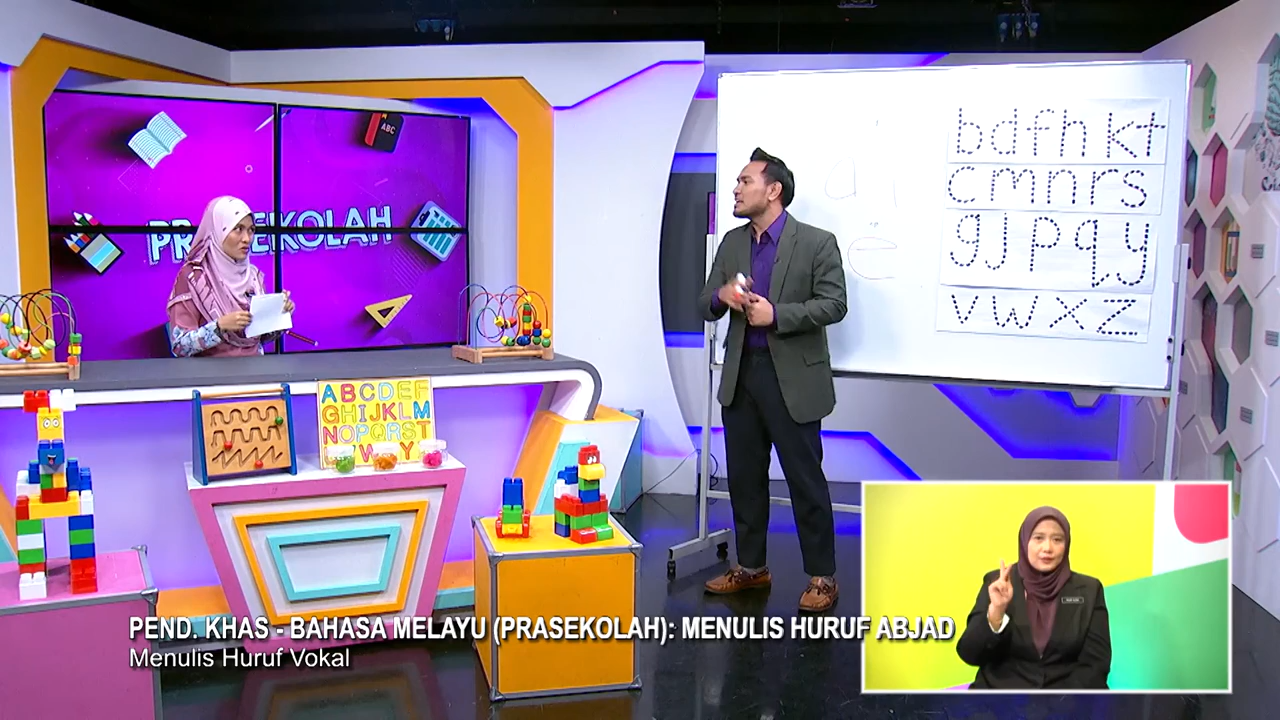 ABC
PRASEKOLAH
a i
e
bdfhkt
cmnrs
gjpqy
vwxz
ABCDEF
GHIJKLM
NOPQRST
PEND. KHAS - BAHASA MELAYU (PRASEKOLAH): MENULIS HURUF ABJAD
Menulis Huruf Vokal